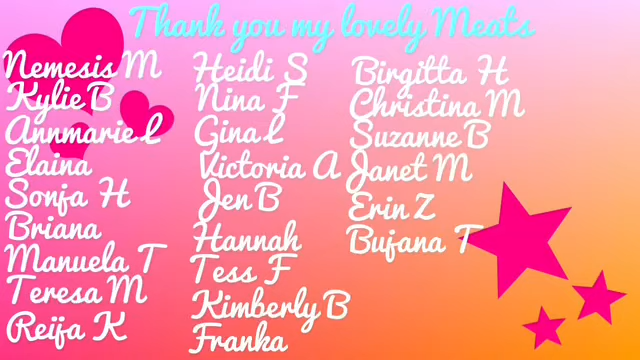 Thank you my lovely Meats
Nemesis M
Kylie B
Annmarie L
Elaina
Sonja H
Briana
Manuela T
Teresa M
Reija K
Heidi S
Nina F
Gina L
Victoria A
Jen B
Hannah
Tess F
Kimberly B
Franka
Birgitta H
Christina M
Suzanne B
Janet M
Erin Z
Bujana T